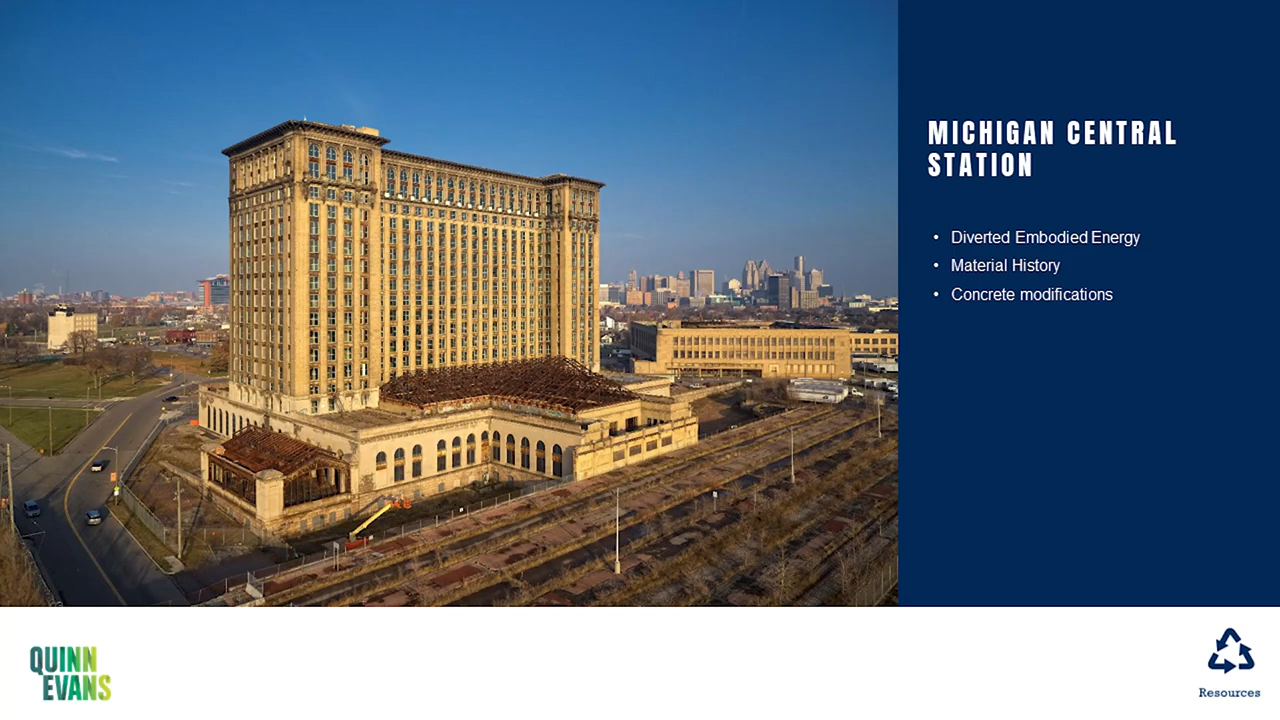 MICHIGAN CENTRAL
STATION
• Diverted Embodied Energy
• Material History
• Concrete modifications
QUINN
EVANS
Resources